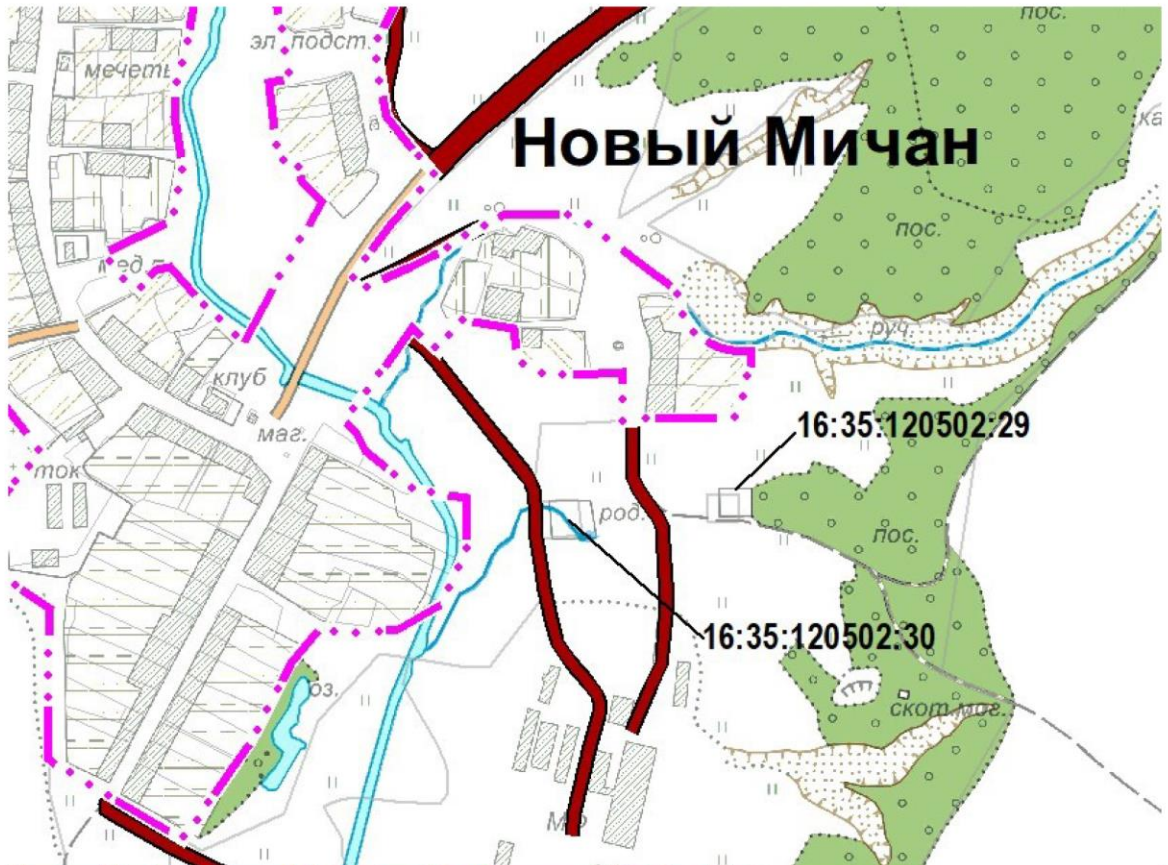 пос.
эл. подст.
мечеть
Новый Мичан
пос.
мед.п.
руч.
клуб
маг.
16:35:120502:29
ток
род.
пос.
16:35:120502:30
оз.
скот.мог.